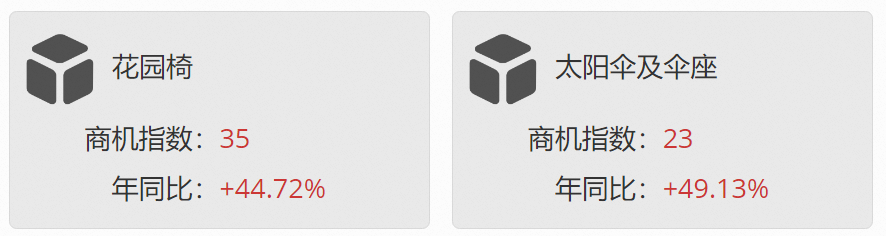 花园椅
商机指数：35
年同比：+44.72%
太阳伞及伞座
商机指数：23
年同比：+49.13%